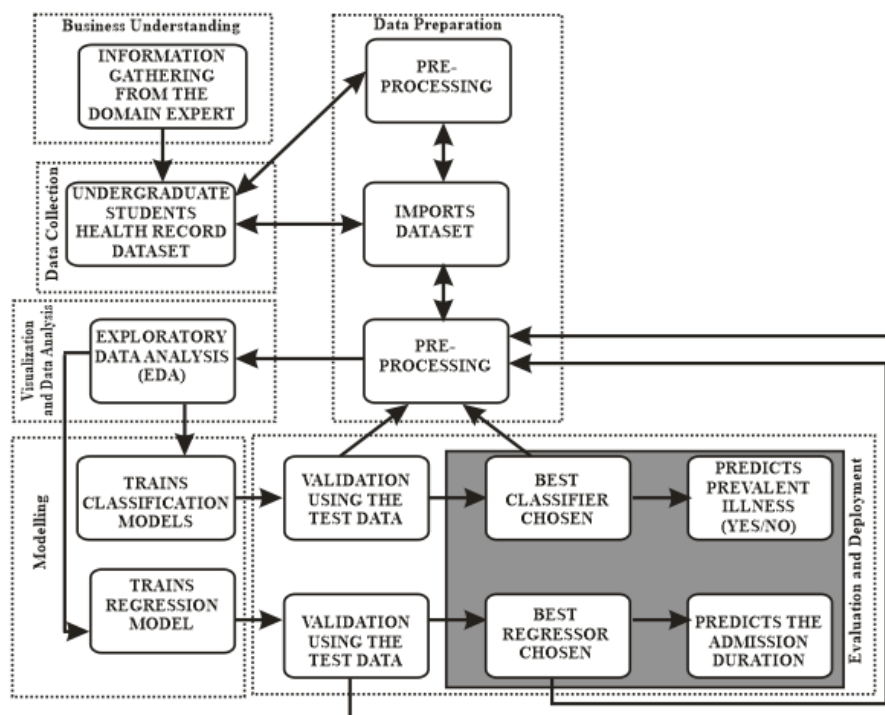 Business Understanding
INFORMATION
GATHERING
FROM THE
DOMAIN EXPERT
Data Preparation
PRE-
PROCESSING
Data Collection
UNDERGRADUATE
STUDENTS
HEALTH RECORD
DATASET
IMPORTS
DATASET
Visualization
and Data Analysis
EXPLORATORY
DATA ANALYSIS
(EDA)
PRE-
PROCESSING
Modelling
TRAINS
CLASSIFICATION
MODELS
VALIDATION
USING THE
TEST DATA
BEST
CLASSIFIER
CHOSEN
PREDICTS
PREVALENT
ILLNESS
(YES/NO)
Evaluation and Deployment
TRAINS
REGRESSION
MODEL
VALIDATION
USING THE
TEST DATA
BEST
REGRESSOR
CHOSEN
PREDICTS THE
ADMISSION
DURATION